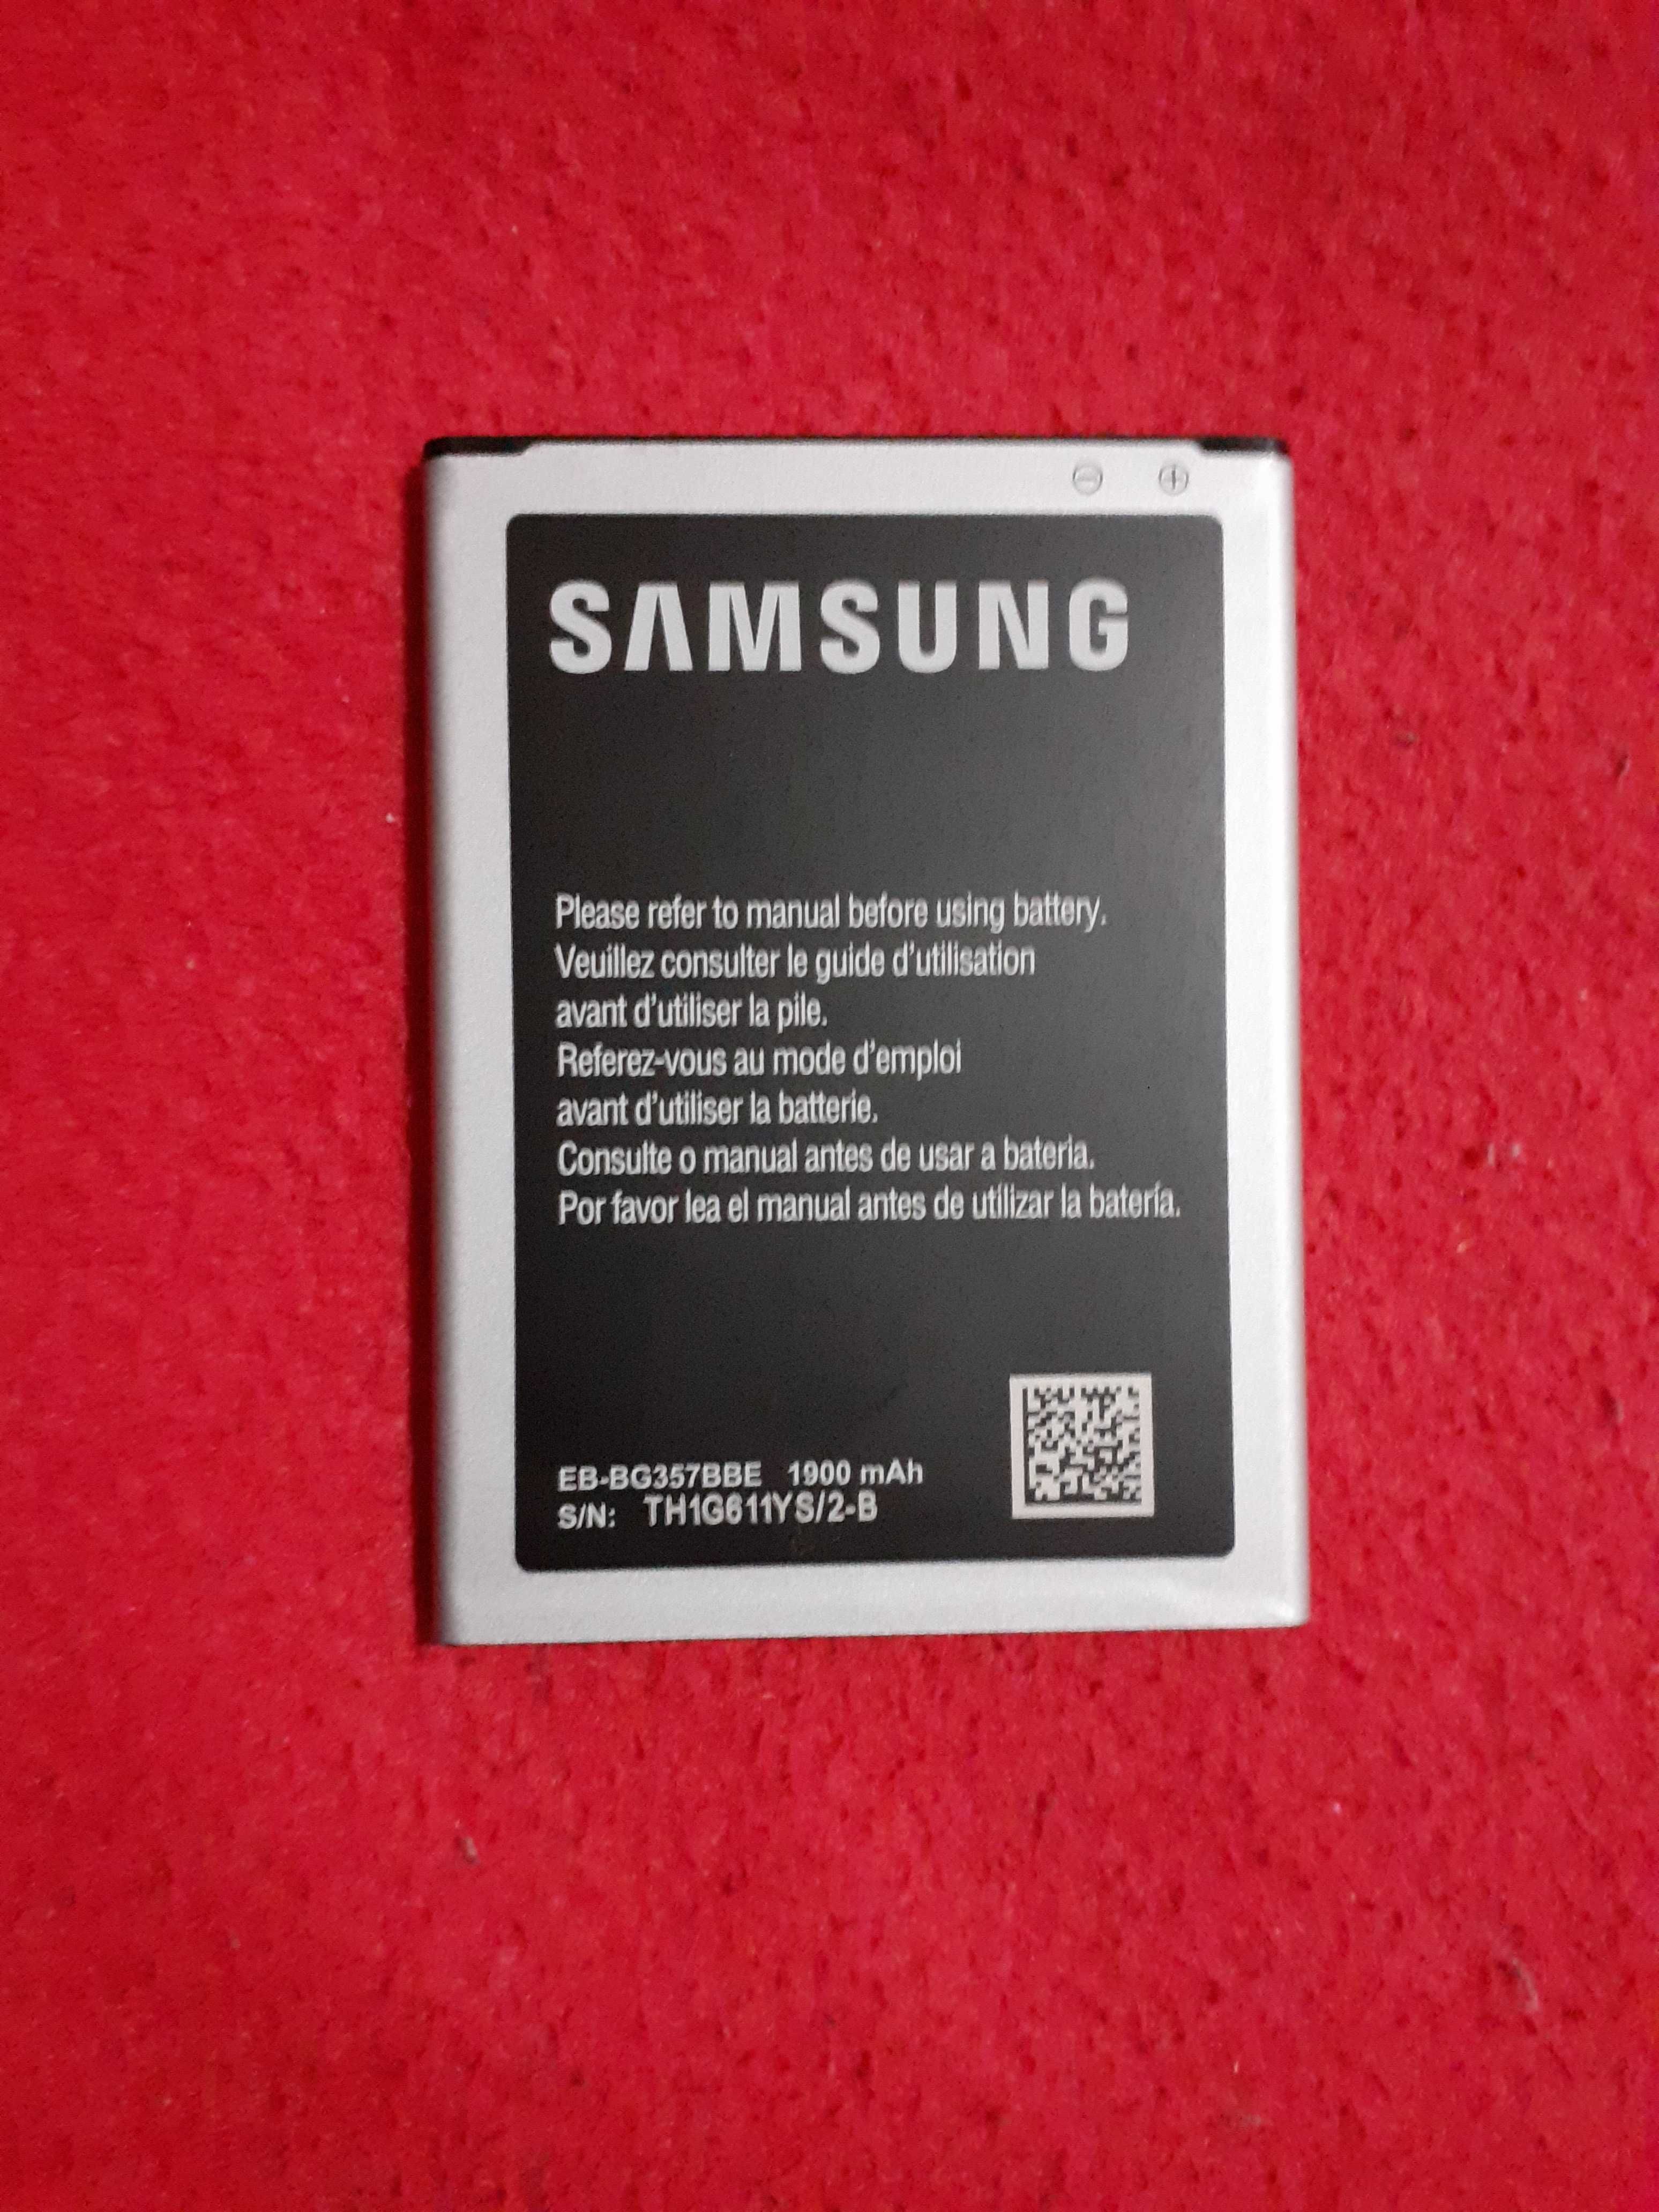 SAMSUNG
Please refer to manual before using battery.
Veuillez consulter le guide d'utilisation
avant d'utiliser la pile.
Referez-vous au mode d'emploi
avant d'utiliser la batterie.
Consulte o manual antes de usar a bateria.
Por favor lea el manual antes de utilizar la batería.
EB-BG357BBE 1900 mAh
S/N: TH1G611YS/2-B